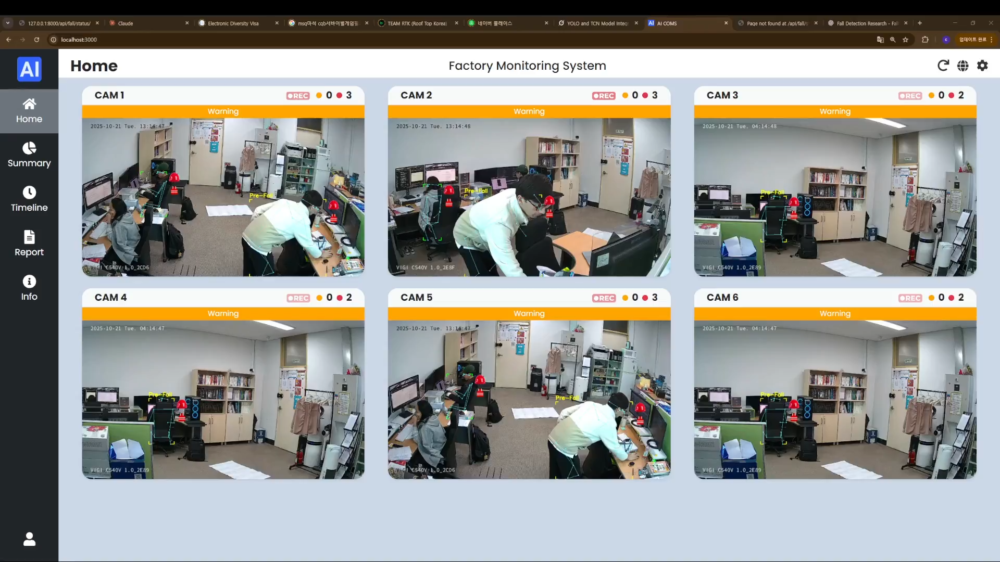 127.0.0.1:8000/api/fall/status/
Claude
Electronic Diversity Visa
msq마석 cqb서바이벌게임필
TEAM RTK (Roof Top Korea)
네이버 플레이스
YOLO and TCN Model Integ
AI COMS
Page not found at /api/fall/s
Fall Detection Research - Fal
localhost:3000
업데이트 완료
AI
Home
Factory Monitoring System
Home
Summary
Timeline
Report
Info
CAM 1
REC 0 3
Warning
2025-10-21 Tue. 13:14:47
Pre-Fall
VIGI C540V 1.0_2CD6
CAM 2
REC 0 3
Warning
2025-10-21 Tue. 13:14:48
Pre-Fall
VIGI C540V 1.0_2E8F
CAM 3
REC 0 2
Warning
2025-10-21 Tue. 04:14:48
Pre-Fall
VIGI C540V 1.0_2E89
CAM 4
REC 0 2
Warning
2025-10-21 Tue. 04:14:47
Pre-Fall
VIGI C540V 1.0_2E89
CAM 5
REC 0 3
Warning
2025-10-21 Tue. 13:14:47
Pre-Fall
VIGI C540V 1.0_2CD6
CAM 6
REC 0 2
Warning
2025-10-21 Tue. 04:14:47
Pre-Fall
VIGI C540V 1.0_2E89